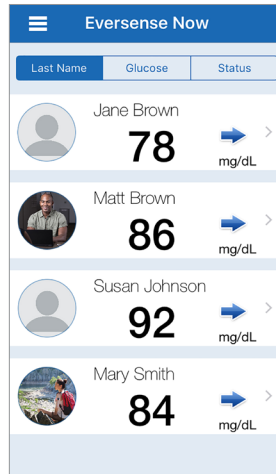 Eversense Now
Last Name Glucose Status
Jane Brown
78
mg/dL
Matt Brown
86
mg/dL
Susan Johnson
92
mg/dL
Mary Smith
84
mg/dL